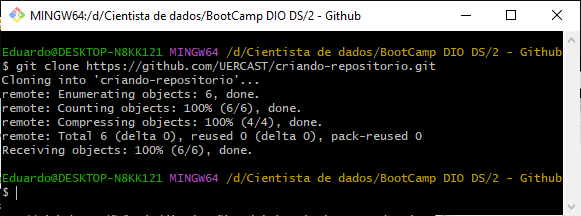 MINGW64:/d/Cientista de dados/BootCamp DIO DS/2 - Github
Eduardo@DESKTOP-N8KK121 MINGW64 /d/Cientista de dados/BootCamp DIO DS/2 - Github
$ git clone https://github.com/UERCAST/criando-repositorio.git
Cloning into 'criando-repositorio'...
remote: Enumerating objects: 6, done.
remote: Counting objects: 100% (6/6), done.
remote: Compressing objects: 100% (4/4), done.
remote: Total 6 (delta 0), reused 0 (delta 0), pack-reused 0
Receiving objects: 100% (6/6), done.
Eduardo@DESKTOP-N8KK121 MINGW64 /d/Cientista de dados/BootCamp DIO DS/2 - Github
$